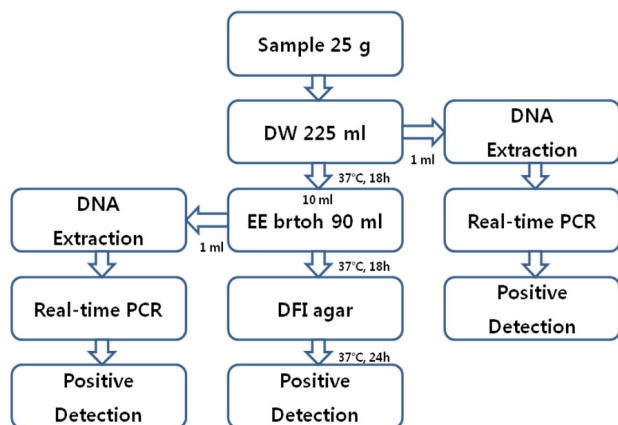 Sample 25 g
DW 225 ml
1 ml
DNA
Extraction
37°C, 18h
10 ml
EE brtoh 90 ml
1 ml
DNA
Extraction
Real-time PCR
37°C, 18h
Real-time PCR
DFI agar
Positive
Detection
37°C, 24h
Positive
Detection
Positive
Detection